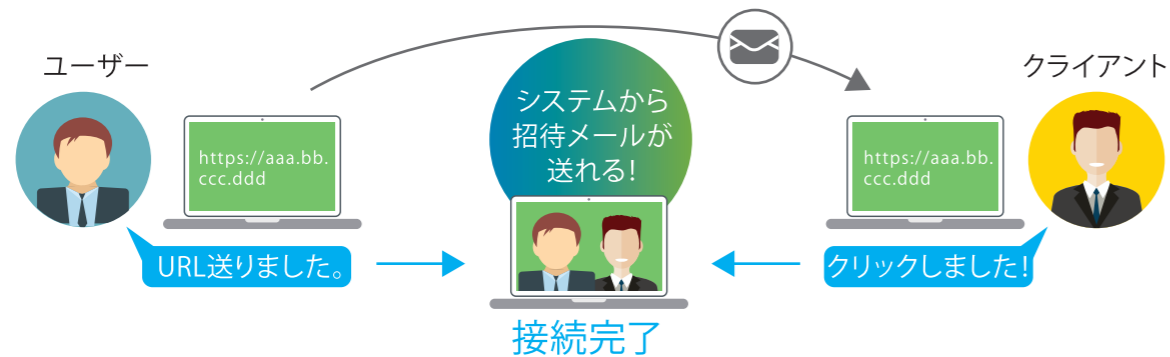 ユーザー
クライアント
システムから
招待メールが
送れる!
https://aaa.bb.
ccc.ddd
https://aaa.bb.
ccc.ddd
URL送りました。
クリックしました!
接続完了